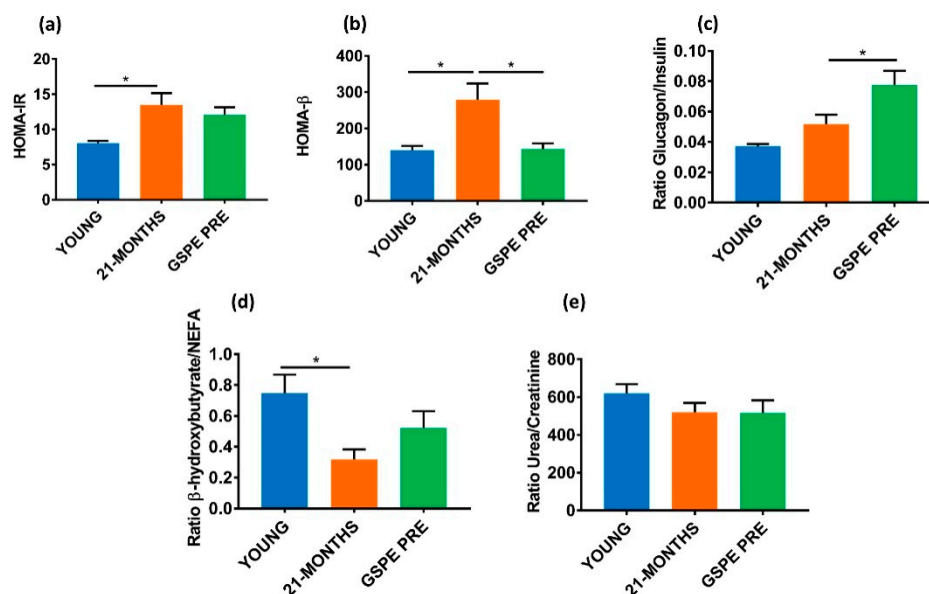 (a)
HOMA-IR
20
15
10
5
0
*
YOUNG
21-MONTHS
GSPE PRE
(b)
HOMA-β
400
300
200
100
0
* *
YOUNG
21-MONTHS
GSPE PRE
(c)
Ratio Glucagon/Insulin
0.10
0.08
0.06
0.04
0.02
0.00
*
YOUNG
21-MONTHS
GSPE PRE
(d)
Ratio β-hydroxybutyrate/NEFA
1.0
0.8
0.6
0.4
0.2
0.0
*
YOUNG
21-MONTHS
GSPE PRE
(e)
Ratio Urea/Creatinine
800
600
400
200
0
YOUNG
21-MONTHS
GSPE PRE